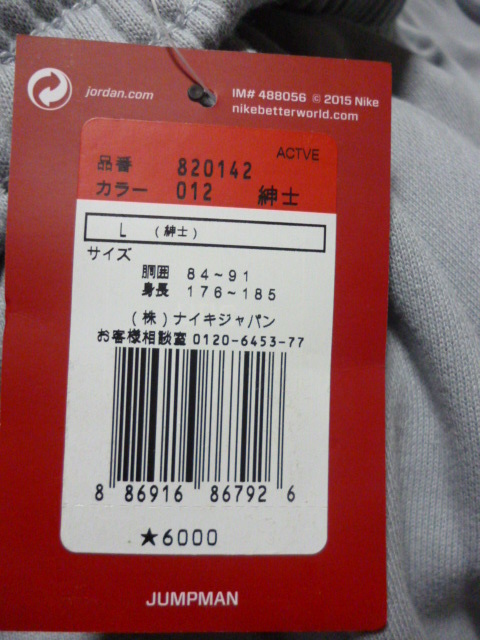 jordan.com
IM# 488056 © 2015 Nike
nikebetterworld.com
ACTVE
品番 820142
カラー 012 紳士
L (紳士)
サイズ
胴囲 84~91
身長 176~185
(株)ナイキジャパン
お客様相談室 0120-6453-77
8 86916 86792 6
★6000
JUMPMAN